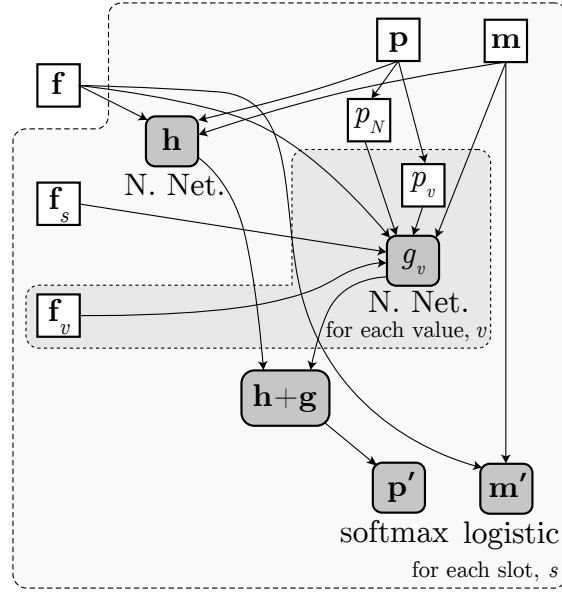 p m
f
p_N
h
N. Net.
p_v
f_s
g_v
f_v
N. Net.
for each value, v
h+g
p′ m′
softmax logistic
for each slot, s